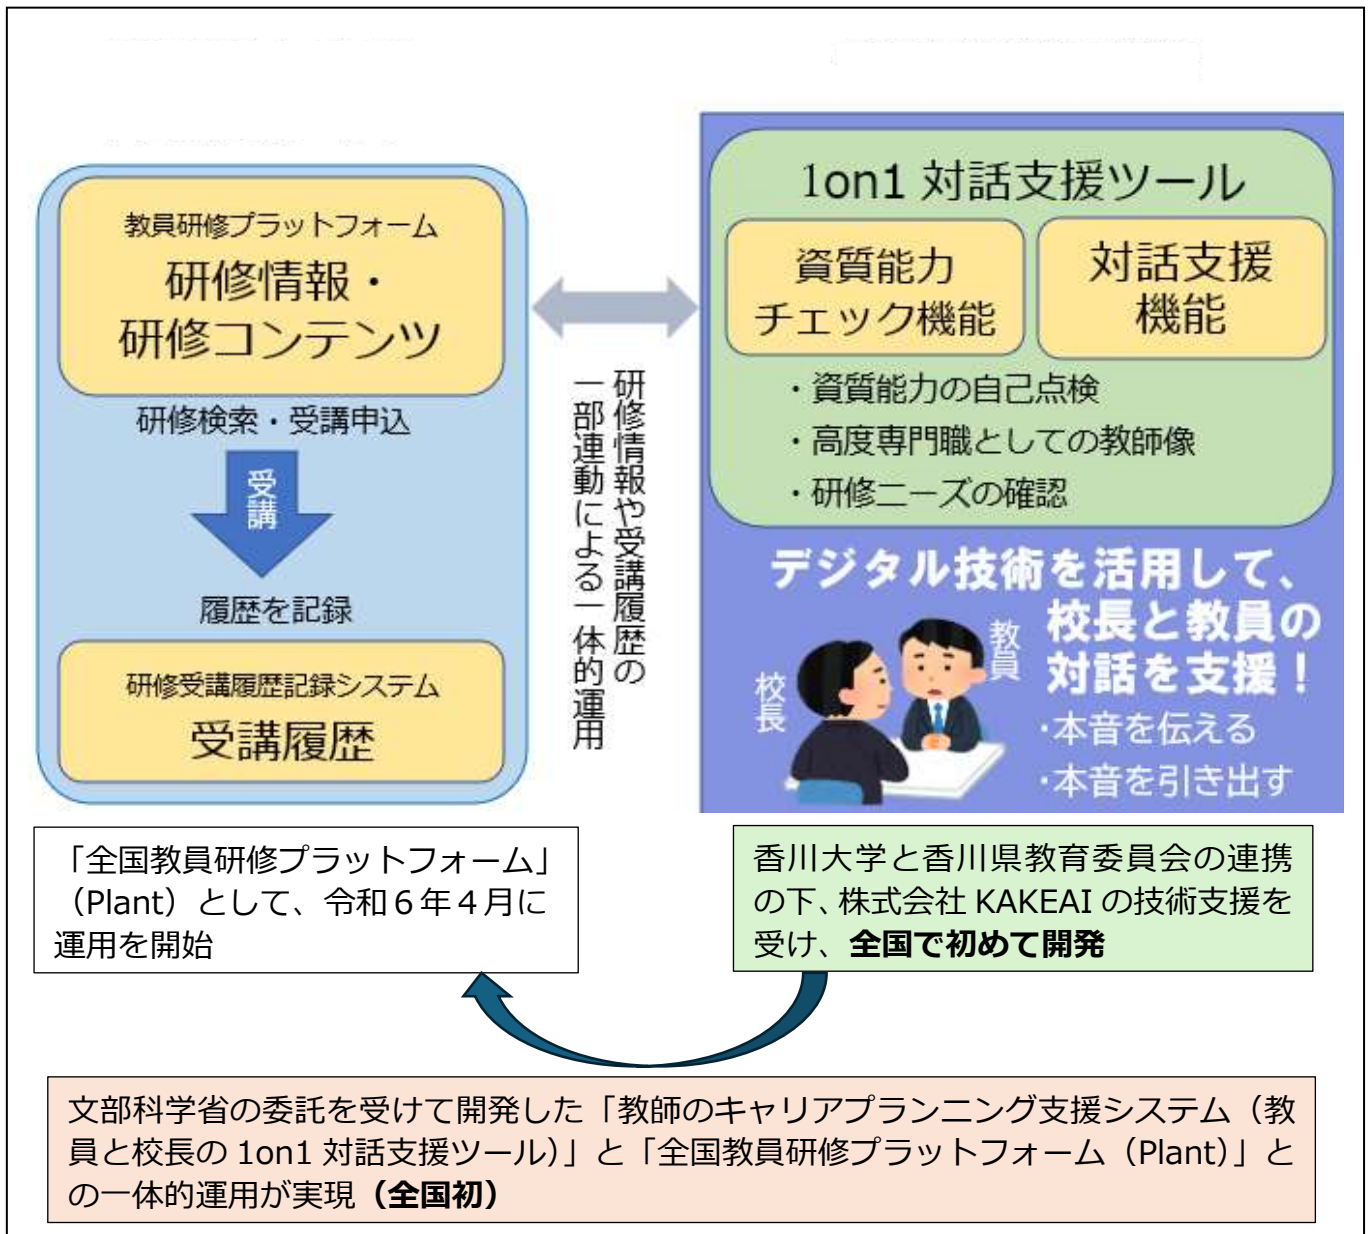 教員研修プラットフォーム
研修情報・
研修コンテンツ
研修検索・受講申込
受講
履歴を記録
研修受講履歴記録システム
受講履歴
研修情報や受講履歴の
一部連動による一体的運用
1on1 対話支援ツール
資質能力
チェック機能
対話支援
機能
・資質能力の自己点検
・高度専門職としての教師像
・研修ニーズの確認
デジタル技術を活用して、
校長と教員の
対話を支援！
校長
教員
・本音を伝える
・本音を引き出す
「全国教員研修プラットフォーム」
（Plant）として、令和６年４月に
運用を開始
香川大学と香川県教育委員会の連携
の下、株式会社 KAKEAI の技術支援を
受け、全国で初めて開発
文部科学省の委託を受けて開発した「教師のキャリアプランニング支援システム（教
員と校長の 1on1 対話支援ツール）」と「全国教員研修プラットフォーム（Plant）」と
の一体的運用が実現（全国初）